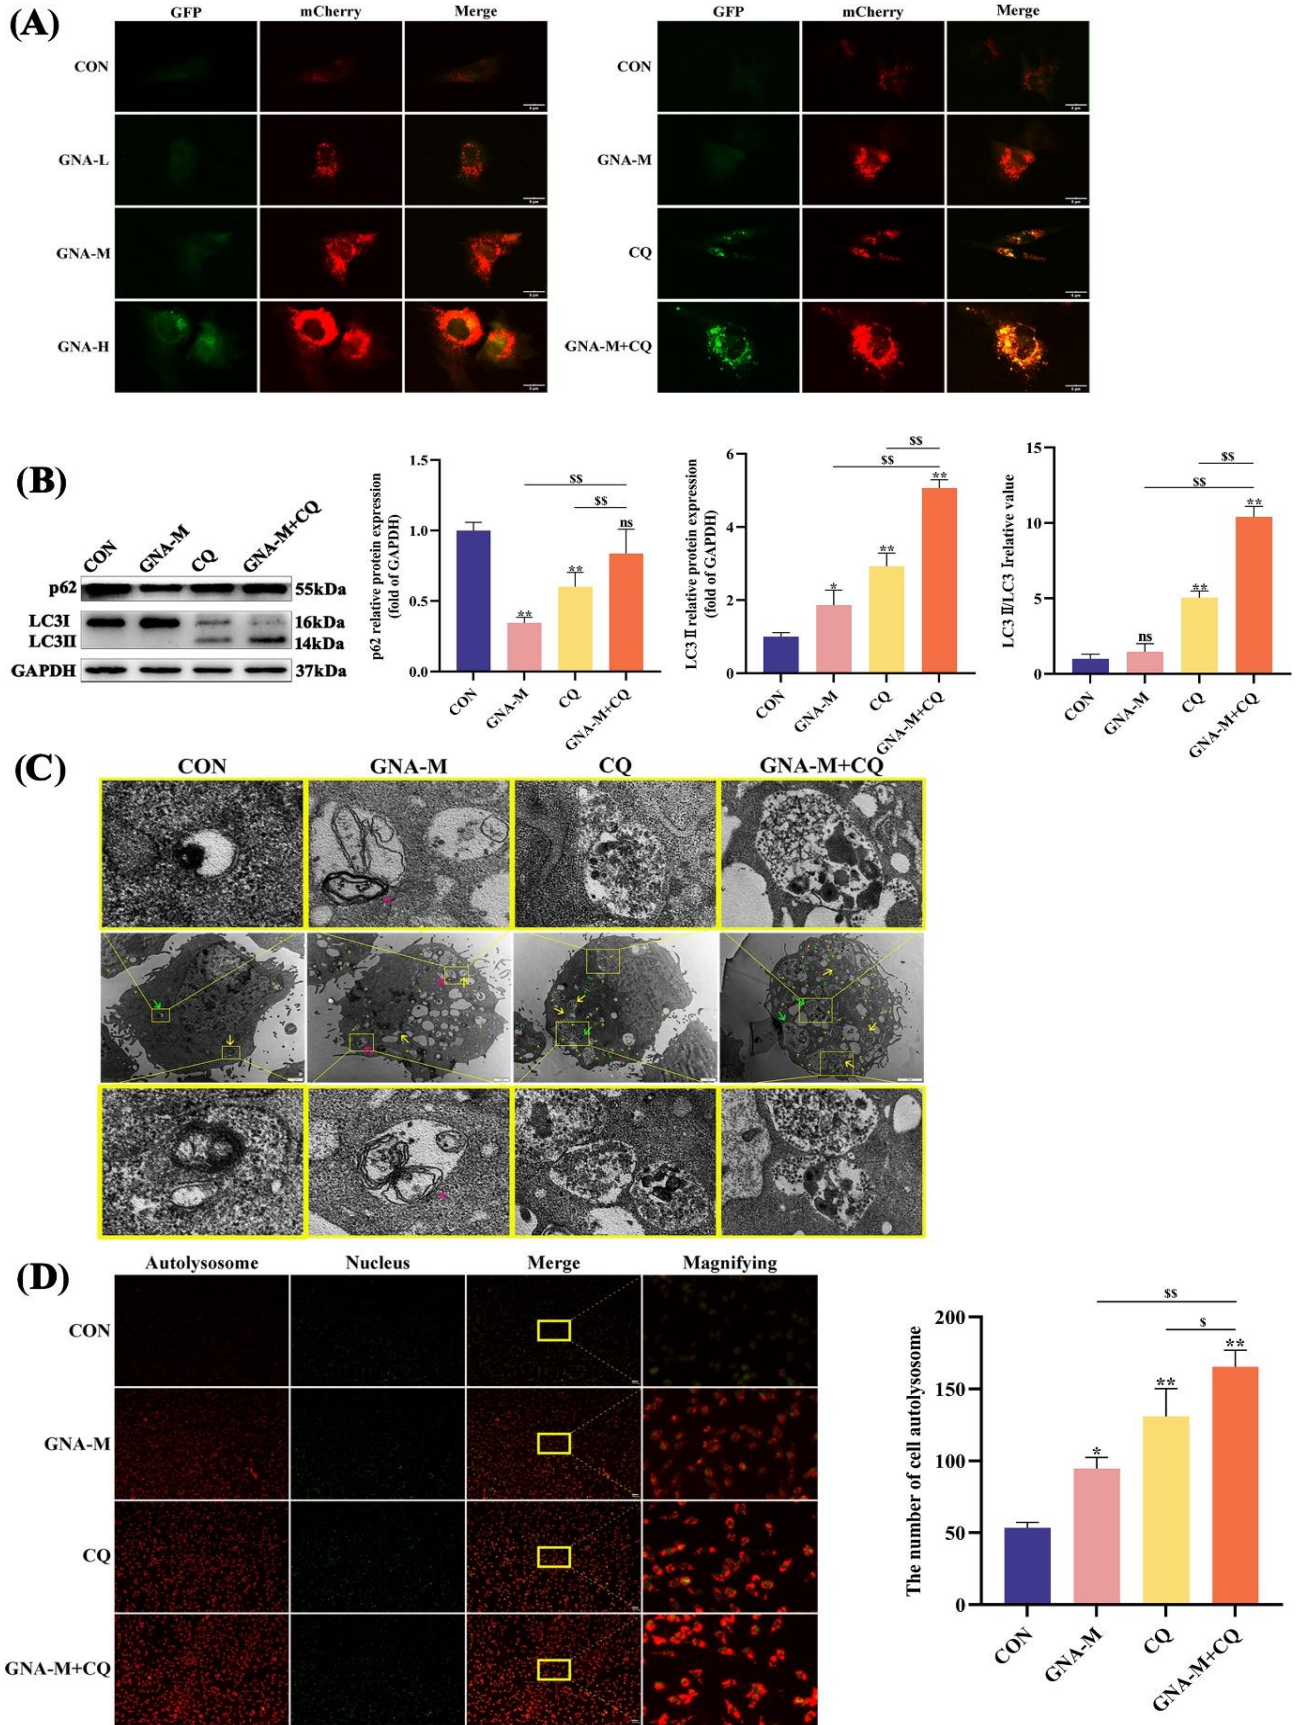 (A)
GFP mCherry Merge
CON
GNA-L
GNA-M
GNA-H
GFP mCherry Merge
CON
GNA-M
CQ
GNA-M+CQ
(B)
CON GNA-M CQ GNA-M+CQ
p62 55kDa
LC3I 16kDa
LC3II 14kDa
GAPDH 37kDa
p62 relative protein expression
(fold of GAPDH)
1.5
1.0
0.5
0.0
$$
$$
** ** ns
CON GNA-M CQ GNA-M+CQ
LC3 II relative protein expression
(fold of GAPDH)
6
4
2
0
$$
$$
* ** **
CON GNA-M CQ GNA-M+CQ
LC3 II/LC3 Irelative value
15
10
5
0
$$
$$
ns ** **
CON GNA-M CQ GNA-M+CQ
(C)
CON GNA-M CQ GNA-M+CQ
(D)
Autolysosome Nucleus Merge Magnifying
CON
GNA-M
CQ
GNA-M+CQ
The number of cell autolysosome
200
150
100
50
0
$$
$
* ** **
CON GNA-M CQ GNA-M+CQ